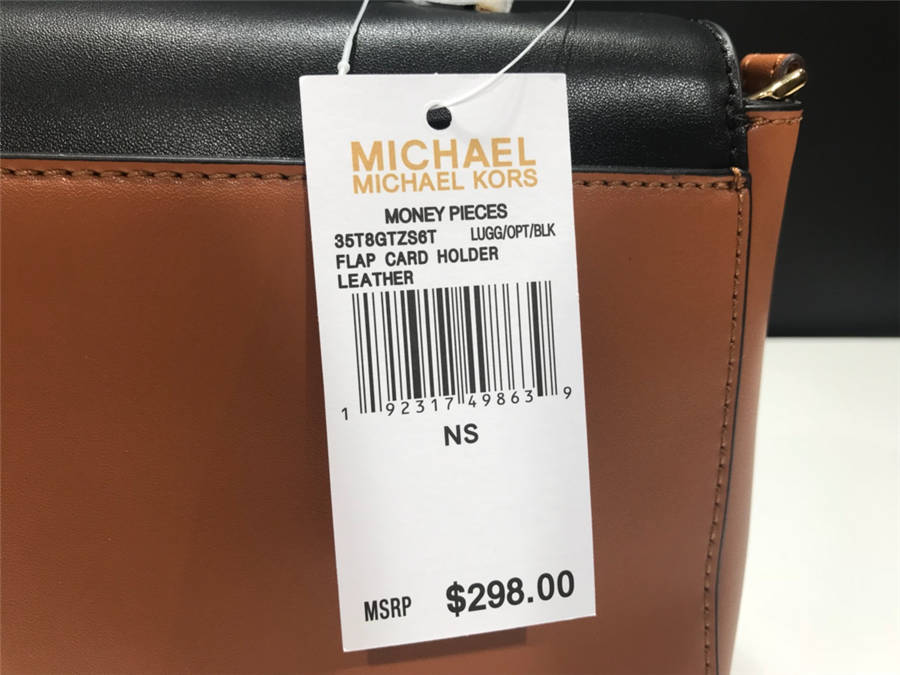 MICHAEL
MICHAEL KORS
MONEY PIECES
35T8GTZS6T LUGG/OPT/BLK
FLAP CARD HOLDER
LEATHER
1 92317 49863 9
NS
MSRP $298.00